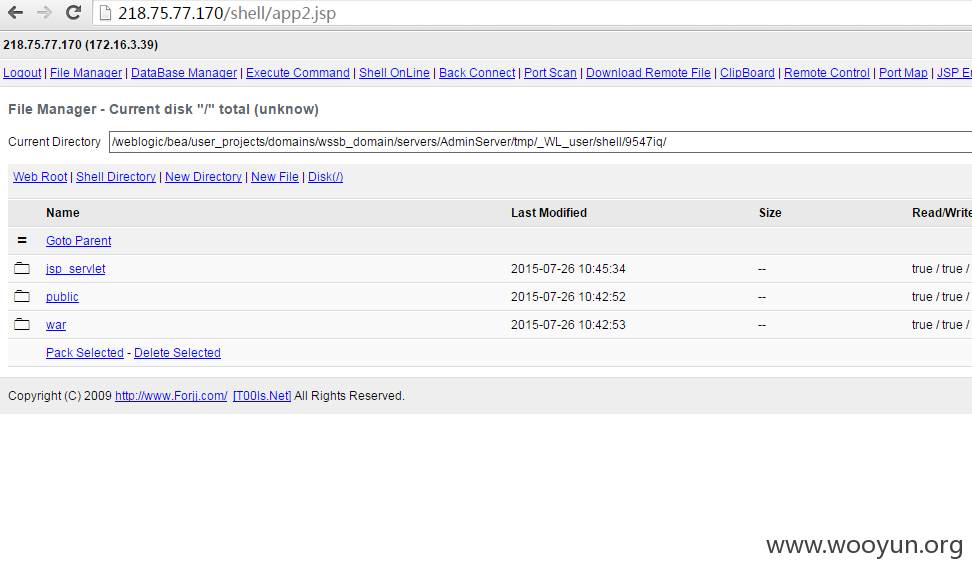 218.75.77.170/shell/app2.jsp
218.75.77.170 (172.16.3.39)
Logout | File Manager | DataBase Manager | Execute Command | Shell OnLine | Back Connect | Port Scan | Download Remote File | ClipBoard | Remote Control | Port Map | JSP E
File Manager - Current disk "/" total (unknow)
Current Directory /weblogic/bea/user_projects/domains/wssb_domain/servers/AdminServer/tmp/_WL_user/shell/9547iq/
Web Root | Shell Directory | New Directory | New File | Disk(/)
Name Last Modified Size Read/Write
= Goto Parent
jsp_servlet 2015-07-26 10:45:34 -- true / true /
public 2015-07-26 10:42:52 -- true / true /
war 2015-07-26 10:42:53 -- true / true /
Pack Selected - Delete Selected
Copyright (C) 2009 http://www.Forjj.com/ [T00ls.Net] All Rights Reserved.
www.wooyun.org